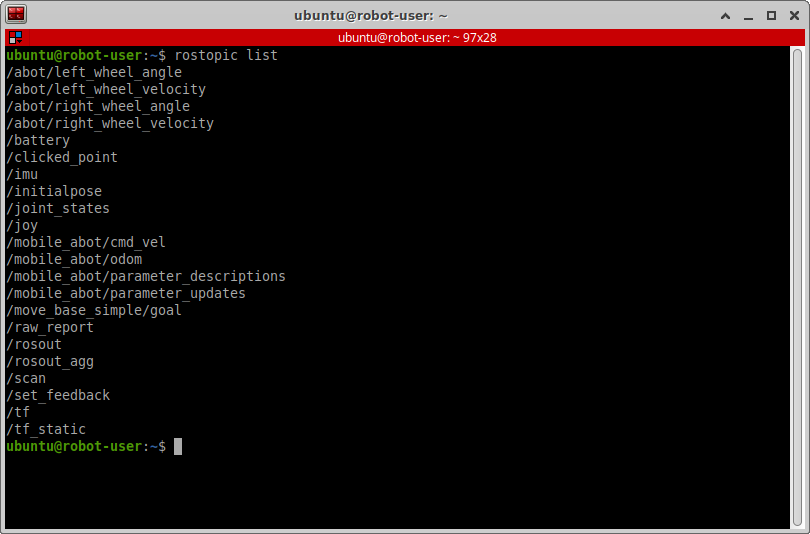 ubuntu@robot-user: ~
ubuntu@robot-user: ~ 97x28
ubuntu@robot-user:~$ rostopic list
/abot/left_wheel_angle
/abot/left_wheel_velocity
/abot/right_wheel_angle
/abot/right_wheel_velocity
/battery
/clicked_point
/imu
/initialpose
/joint_states
/joy
/mobile_abot/cmd_vel
/mobile_abot/odom
/mobile_abot/parameter_descriptions
/mobile_abot/parameter_updates
/move_base_simple/goal
/raw_report
/rosout
/rosout_agg
/scan
/set_feedback
/tf
/tf_static
ubuntu@robot-user:~$